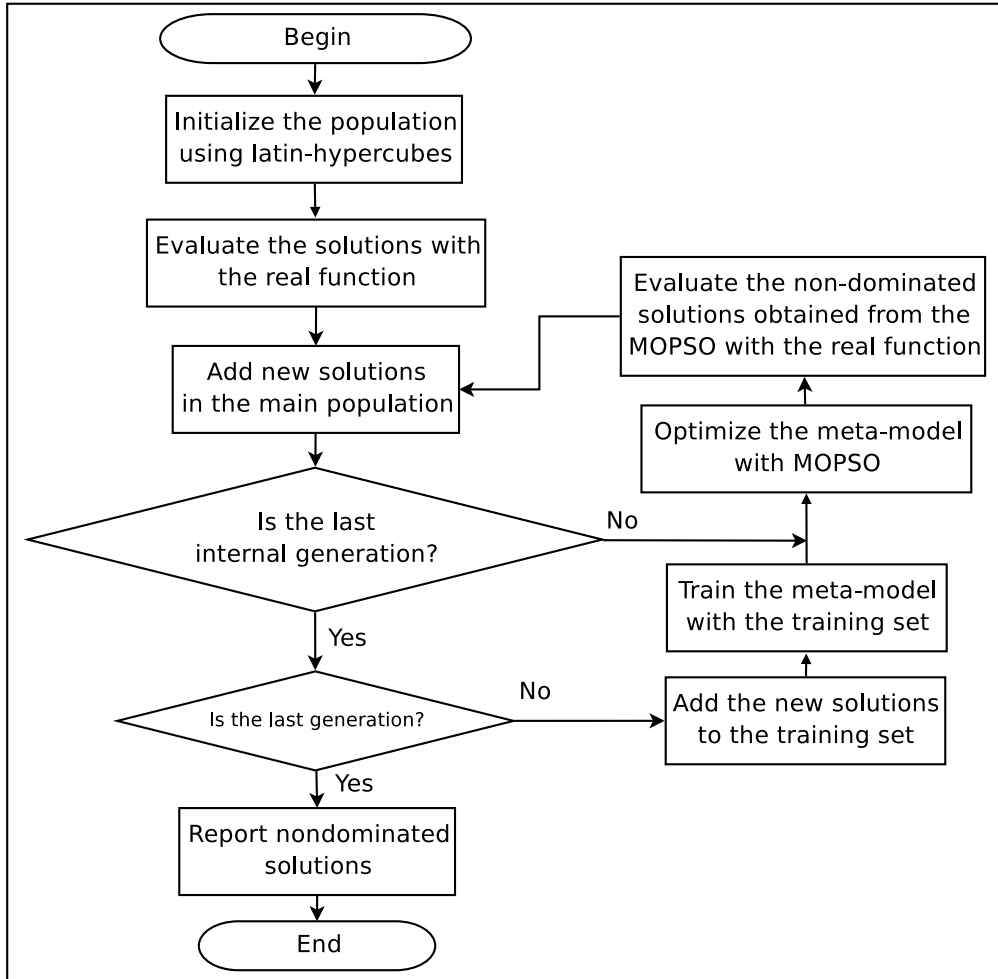 Begin
Initialize the population
using latin-hypercubes
Evaluate the solutions with
the real function
Add new solutions
in the main population
Is the last
internal generation?
No
Yes
Is the last generation?
No
Yes
Report nondominated
solutions
End
Evaluate the non-dominated
solutions obtained from the
MOPSO with the real function
Optimize the meta-model
with MOPSO
Train the meta-model
with the training set
Add the new solutions
to the training set